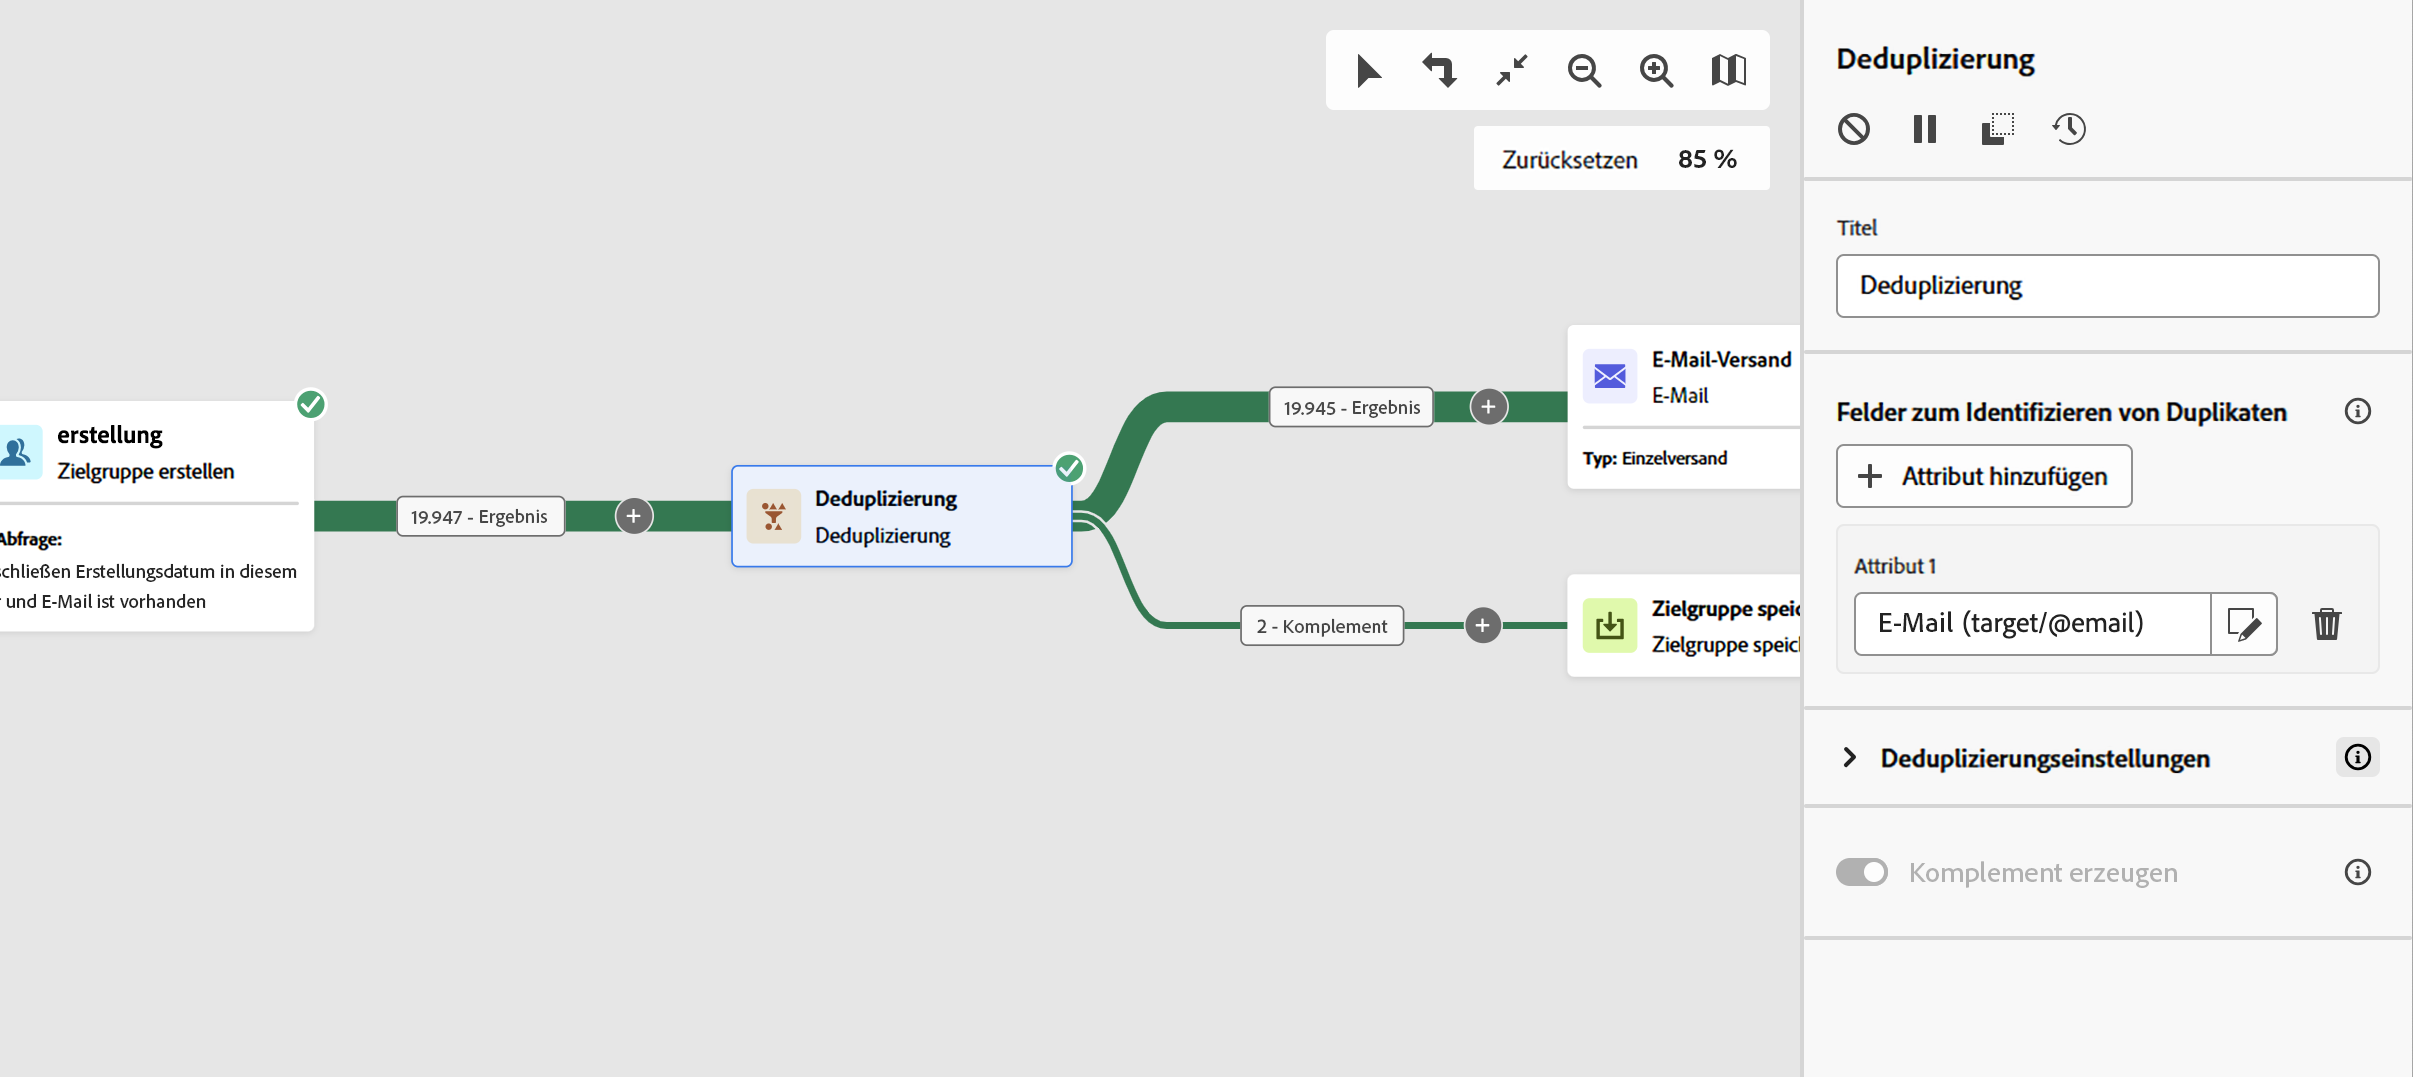 Zurücksetzen 85 %
erstellung
Zielgruppe erstellen
Abfrage:
schließen Erstellungsdatum in diesem
und E-Mail ist vorhanden
19.947 - Ergebnis
Deduplizierung
Deduplizierung
19.945 - Ergebnis
2 - Komplement
E-Mail-Versand
E-Mail
Typ: Einzelversand
Zielgruppe speic
Zielgruppe speic
Deduplizierung
Titel
Deduplizierung
Felder zum Identifizieren von Duplikaten
Attribut hinzufügen
Attribut 1
E-Mail (target/@email)
Deduplizierungseinstellungen
Komplement erzeugen